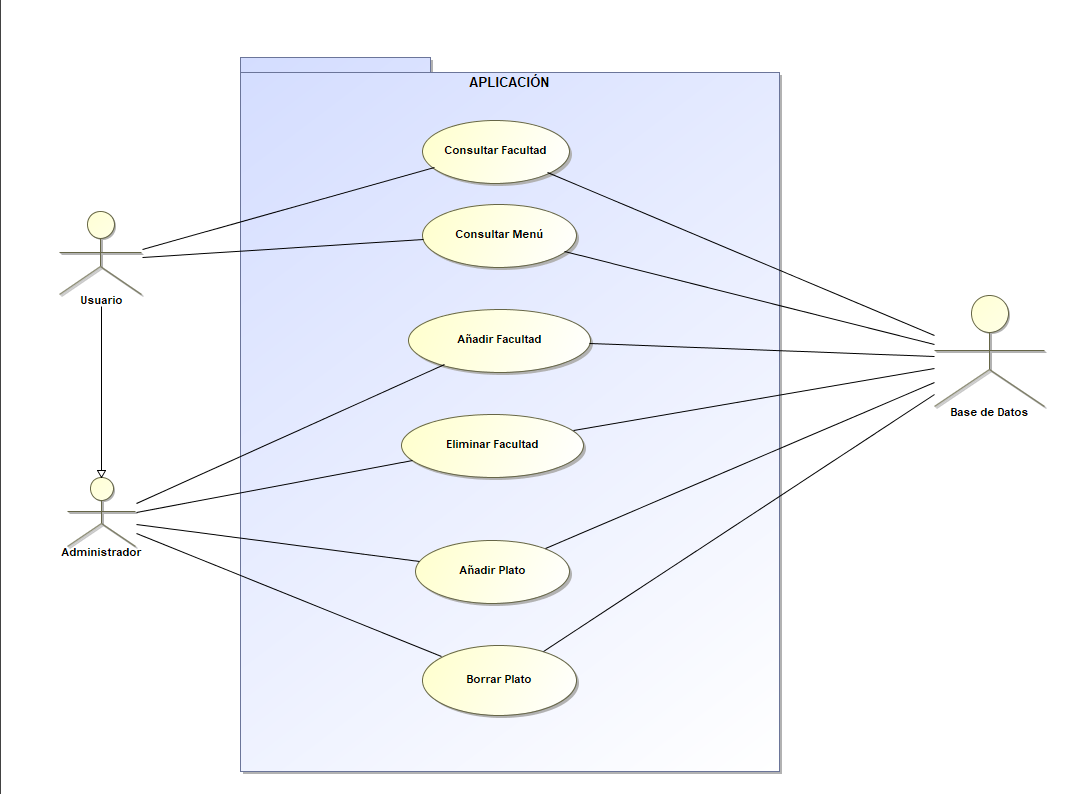 APLICACIÓN
Consultar Facultad
Consultar Menú
Usuario
Añadir Facultad
Base de Datos
Eliminar Facultad
Administrador
Añadir Plato
Borrar Plato